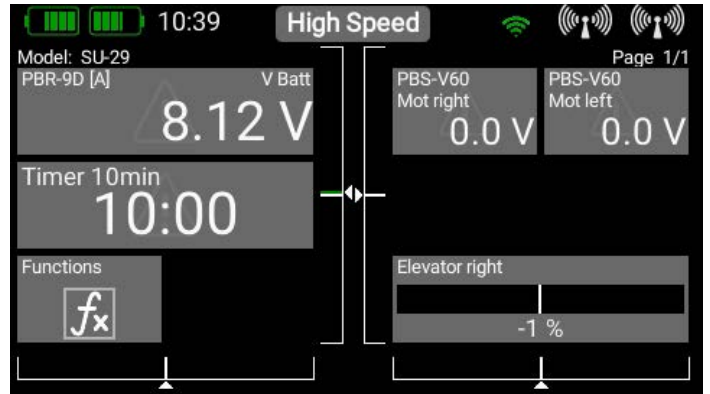 10:39 High Speed
Model: SU-29 Page 1/1
PBR-9D [A] V Batt
8.12 V
PBS-V60
Mot right
0.0 V
PBS-V60
Mot left
0.0 V
Timer 10min
10:00
Functions
fx
Elevator right
-1 %